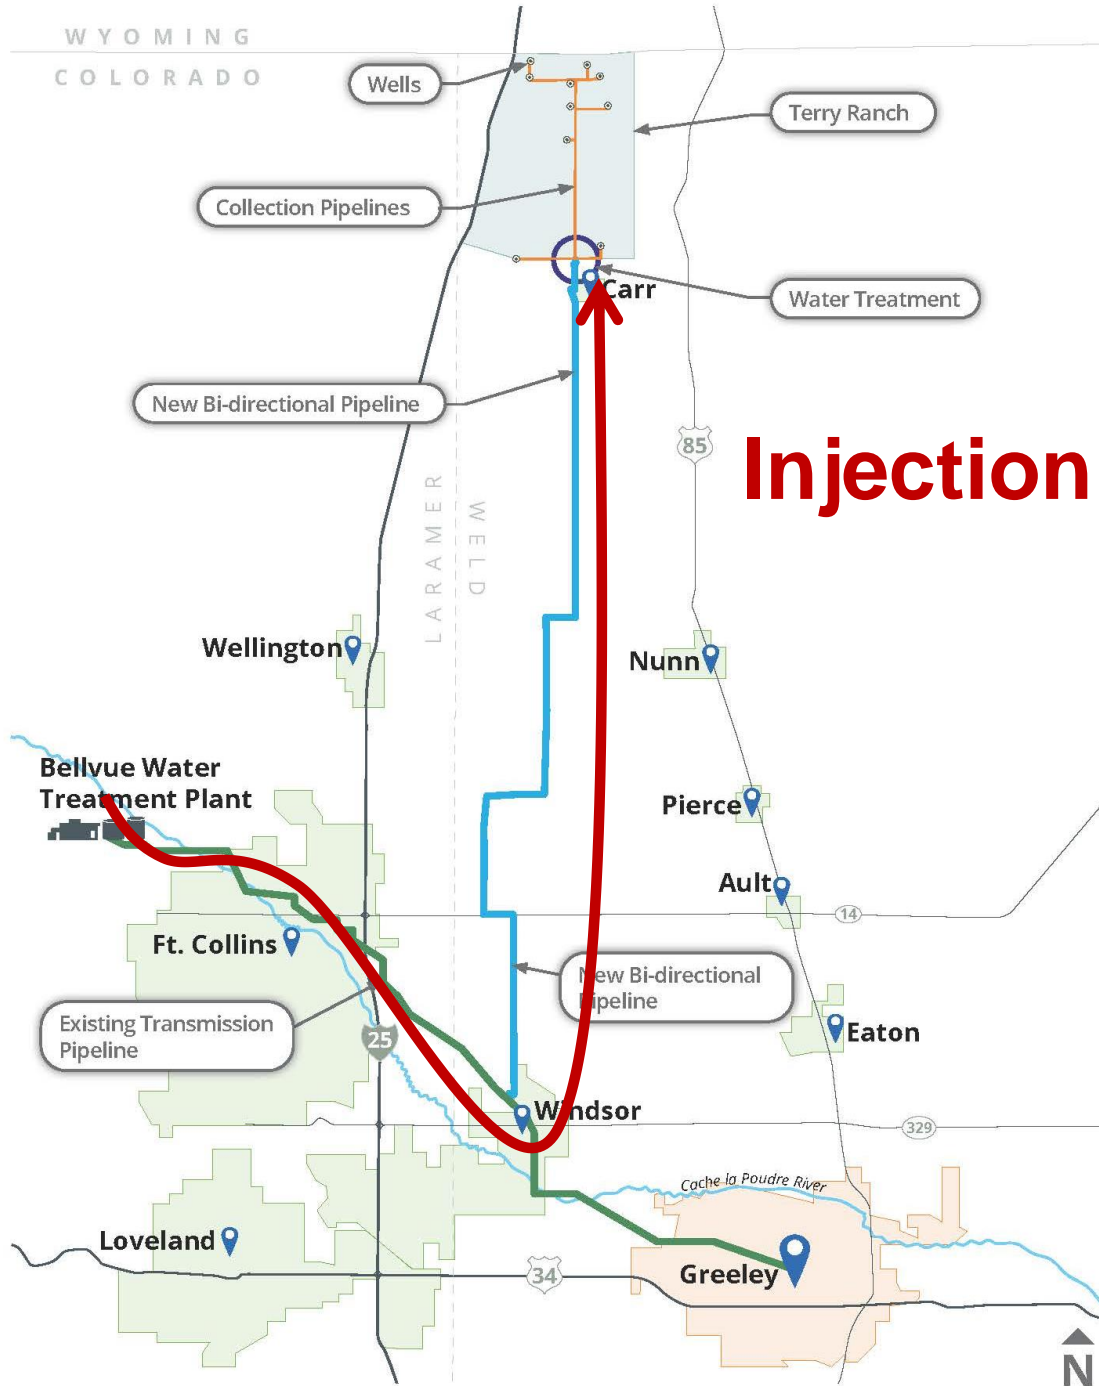 WYOMING
COLORADO
Wells
Terry Ranch
Collection Pipelines
Carr
Water Treatment
New Bi-directional Pipeline
85
Injection
LARAMER
WELD
Wellington
Nunn
Bellvue Water
Treatment Plant
Pierce
Ault
14
Ft. Collins
New Bi-directional
Pipeline
Existing Transmission
Pipeline
25
Eaton
Windsor
329
Cache la Poudre River
Loveland
34
Greeley
N